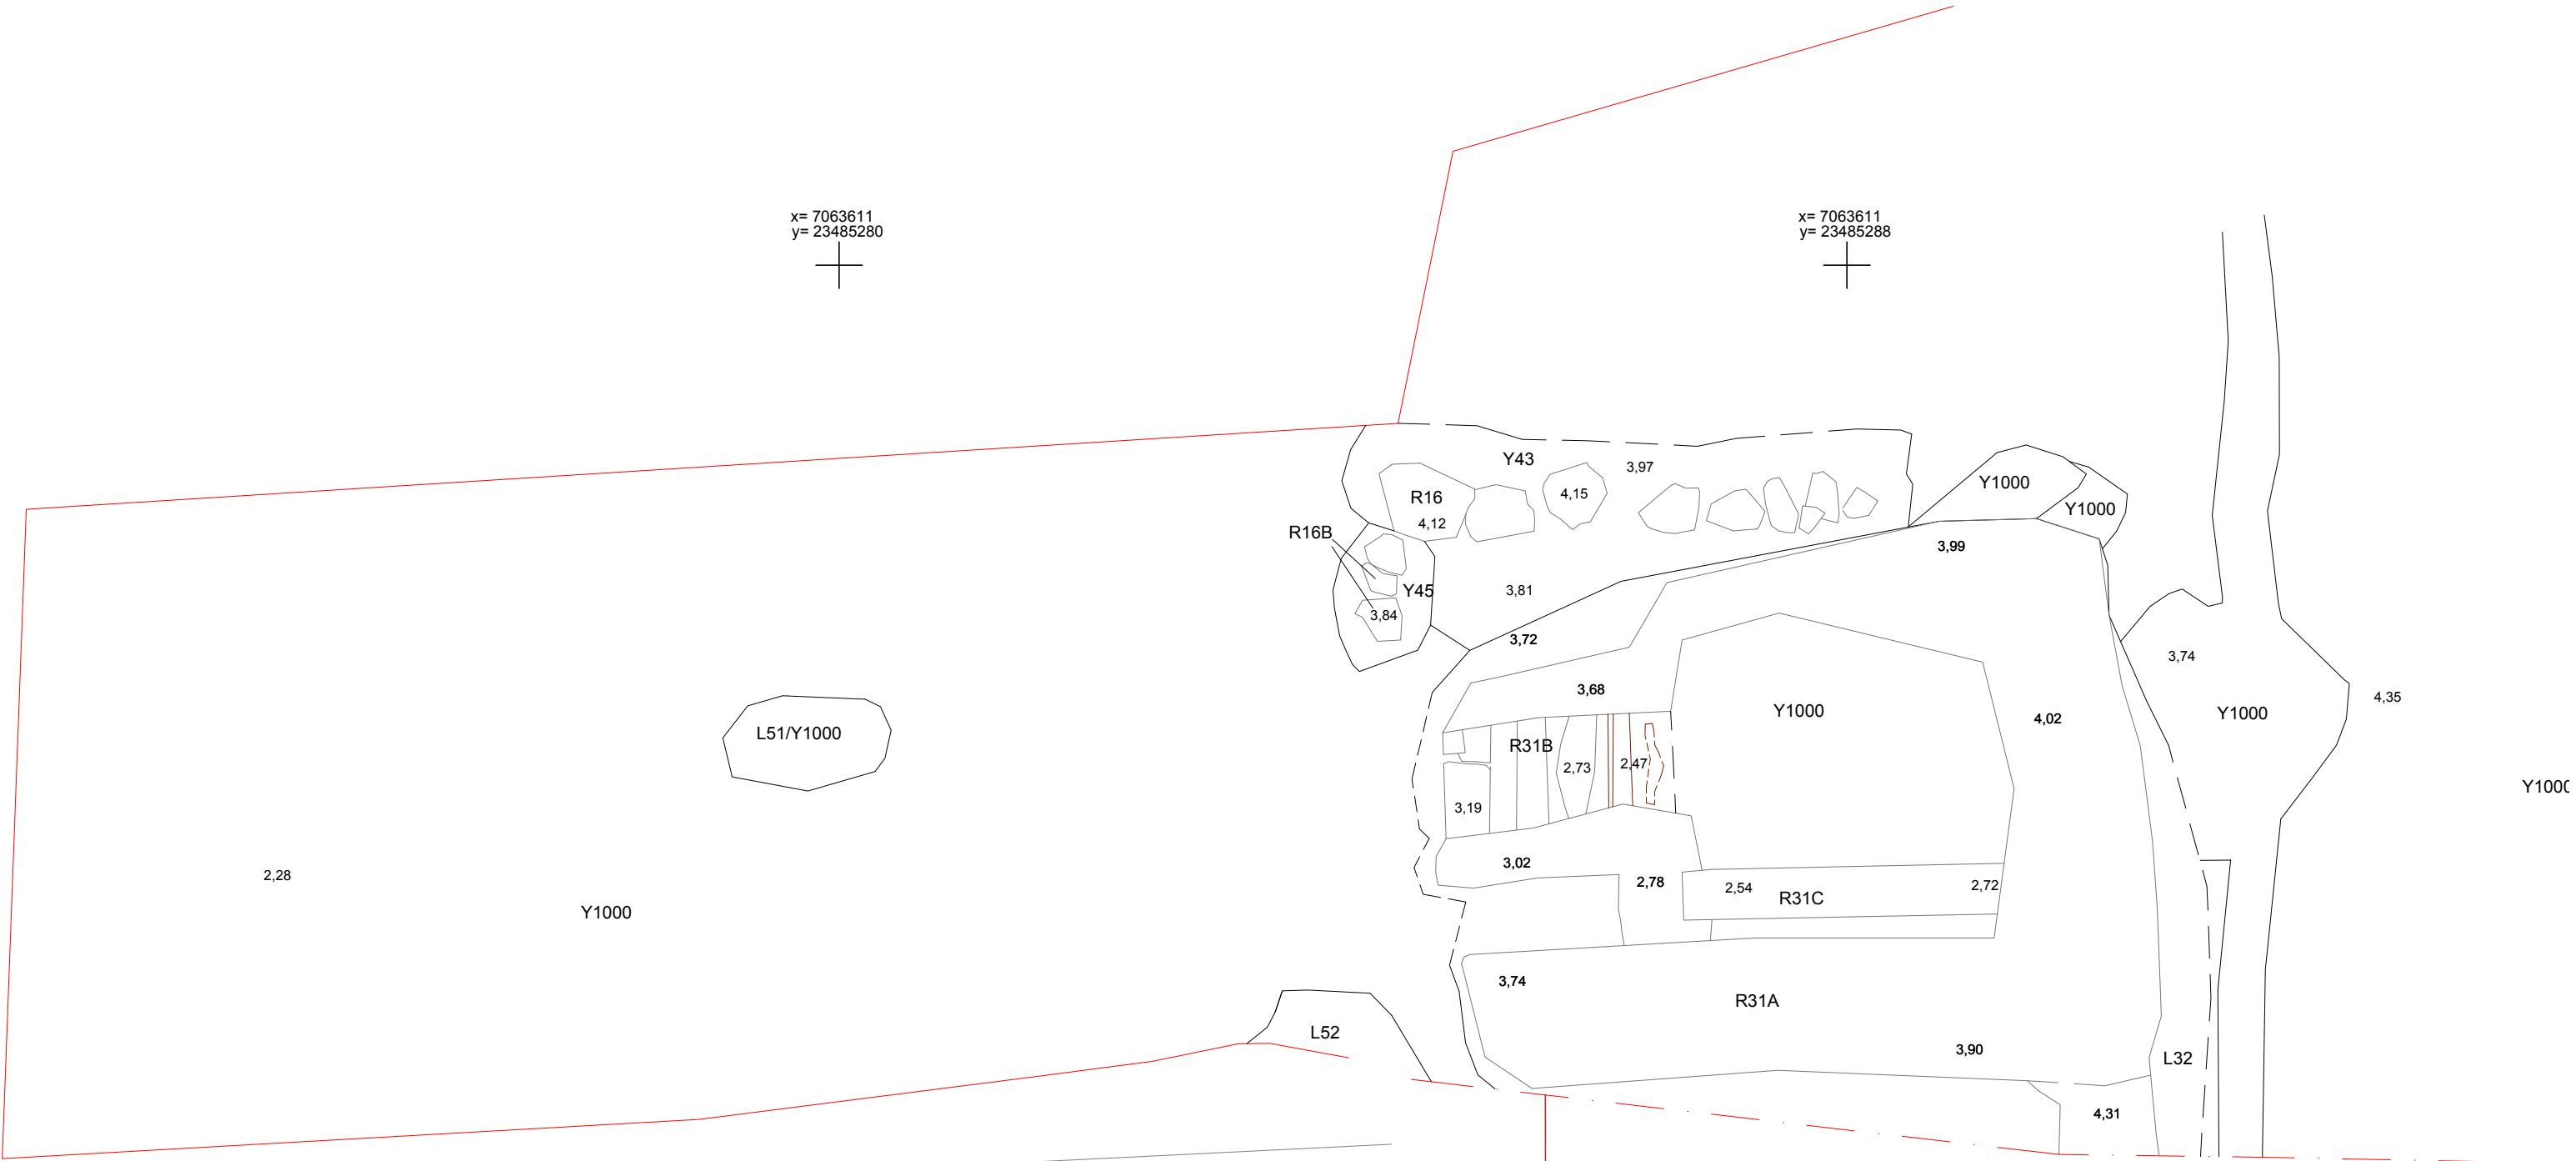 x= 7063611
y= 23485280
x= 7063611
y= 23485288
Y43
3,97
R16
4,15
4,12
Y1000
Y1000
R16B
3,99
Y45
3,81
3,84
3,72
3,74
3,68
4,35
Y1000
Y1000
4,02
L51/Y1000
R31B
2,73
2,47
3,19
3,02
2,28
2,78
2,54
2,72
R31C
Y1000
3,74
R31A
L52
3,90
L32
4,31